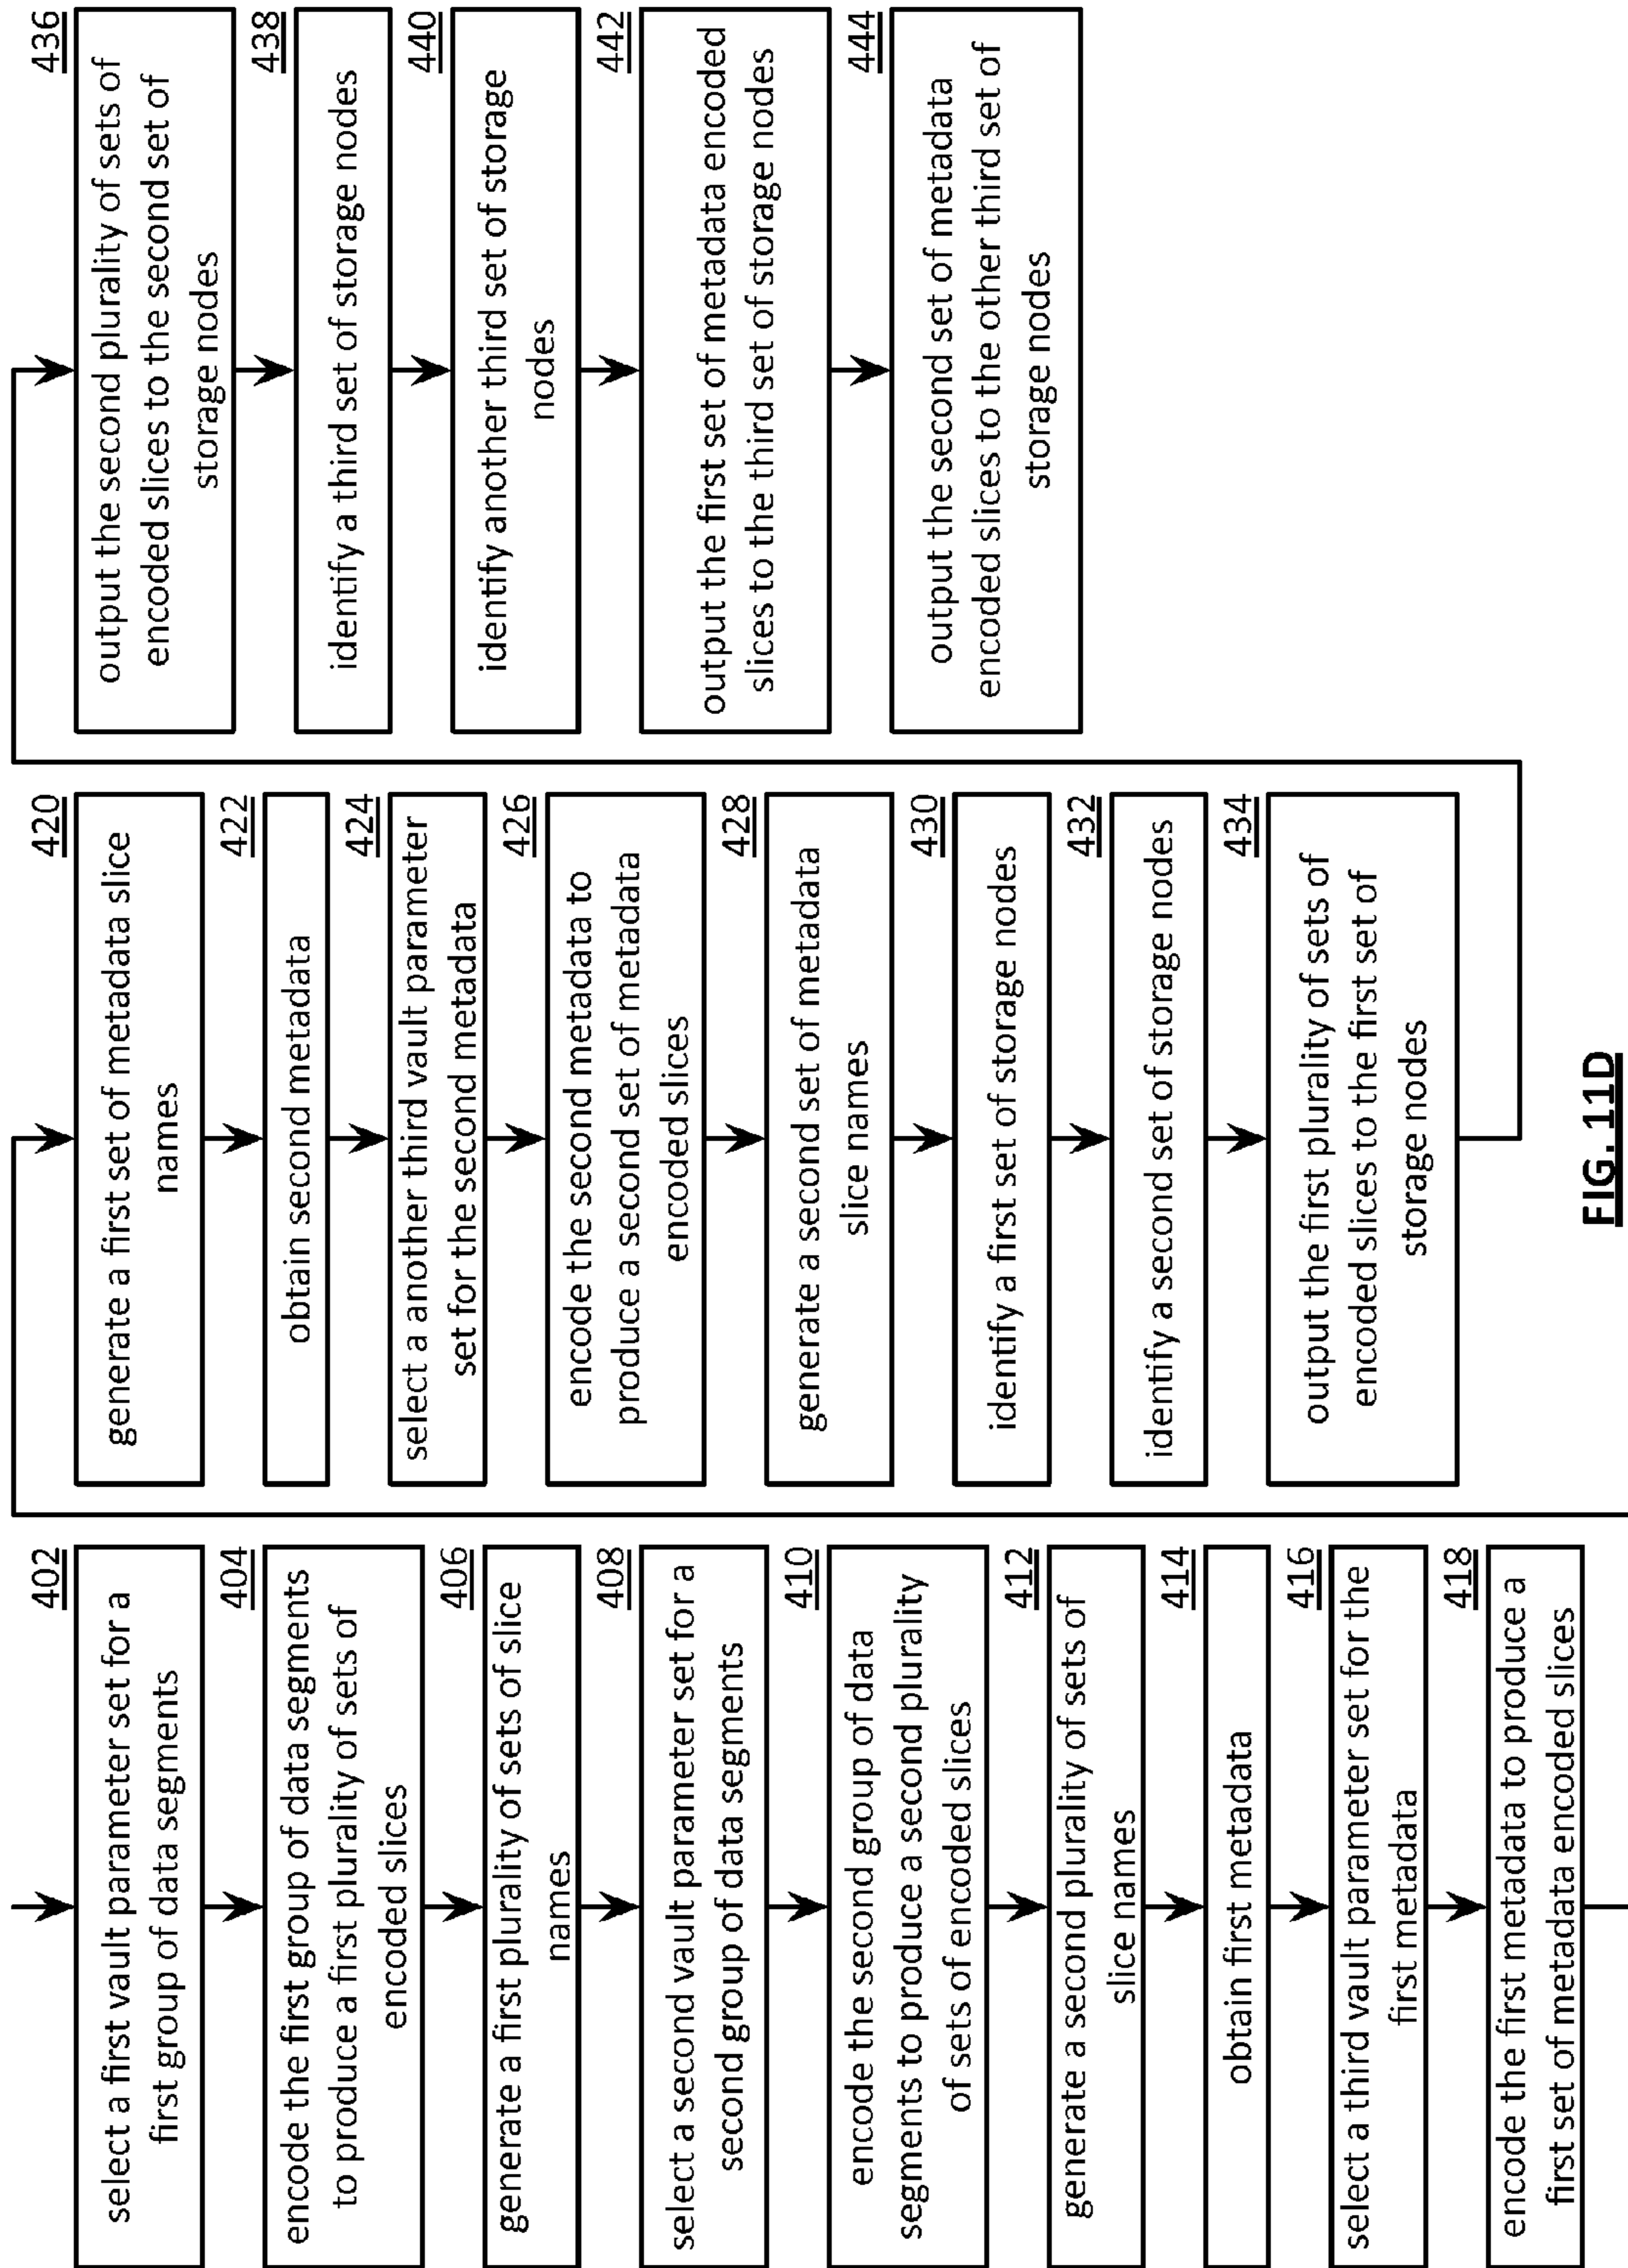 402
select a first vault parameter set for a
first group of data segments
404
encode the first group of data segments
to produce a first plurality of sets of
encoded slices
406
generate a first plurality of sets of slice
names
408
select a second vault parameter set for a
second group of data segments
410
encode the second group of data
segments to produce a second plurality
of sets of encoded slices
412
generate a second plurality of sets of
slice names
414
obtain first metadata
416
select a third vault parameter set for the
first metadata
418
encode the first metadata to produce a
first set of metadata encoded slices
420
generate a first set of metadata slice
names
422
obtain second metadata
424
select a another third vault parameter
set for the second metadata
426
encode the second metadata to
produce a second set of metadata
encoded slices
428
generate a second set of metadata
slice names
430
identify a first set of storage nodes
432
identify a second set of storage nodes
434
output the first plurality of sets of
encoded slices to the first set of
storage nodes
436
output the second plurality of sets of
encoded slices to the second set of
storage nodes
438
identify a third set of storage nodes
440
identify another third set of storage
nodes
442
output the first set of metadata encoded
slices to the third set of storage nodes
444
output the second set of metadata
encoded slices to the other third set of
storage nodes
FIG. 11D